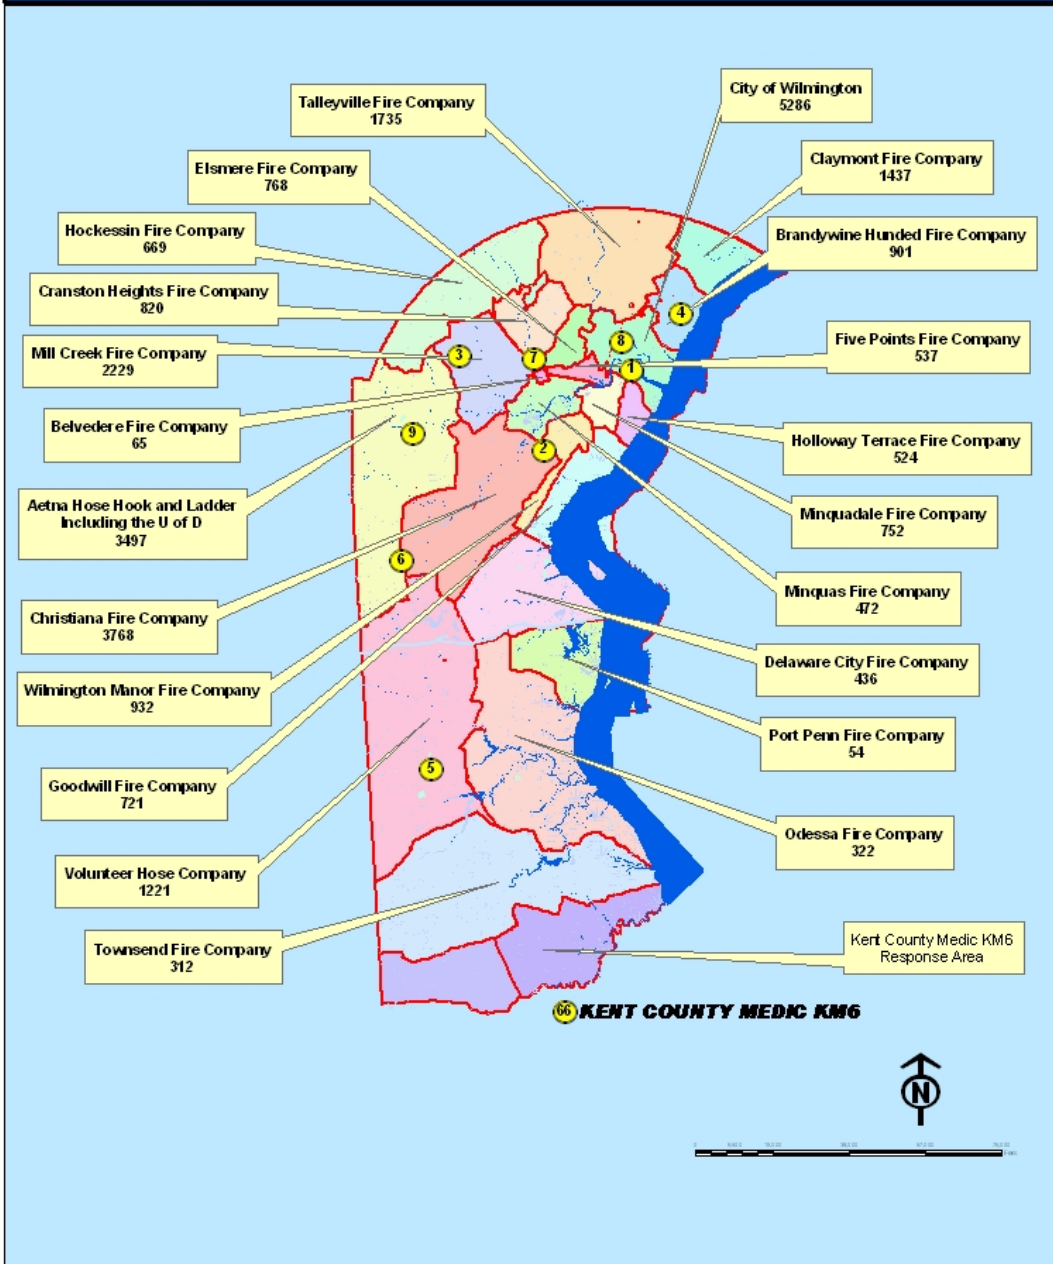 Talleyville Fire Company
1735
City of Wilmington
5286
Elsmere Fire Company
768
Claymont Fire Company
1437
Hockessin Fire Company
669
Brandywine Hunded Fire Company
901
Cranston Heights Fire Company
820
4
Mill Creek Fire Company
2229
3
7
8
1
Five Points Fire Company
537
Belvedere Fire Company
65
9
2
Holloway Terrace Fire Company
524
Aetna Hose Hook and Ladder
Including the U of D
3497
Minquadale Fire Company
752
6
Christiana Fire Company
3768
Minquas Fire Company
472
Wilmington Manor Fire Company
932
Delaware City Fire Company
436
Goodwill Fire Company
721
5
Port Penn Fire Company
54
Volunteer Hose Company
1221
Odessa Fire Company
322
Townsend Fire Company
312
Kent County Medic KM6
Response Area
66 KENT COUNTY MEDIC KM6
N